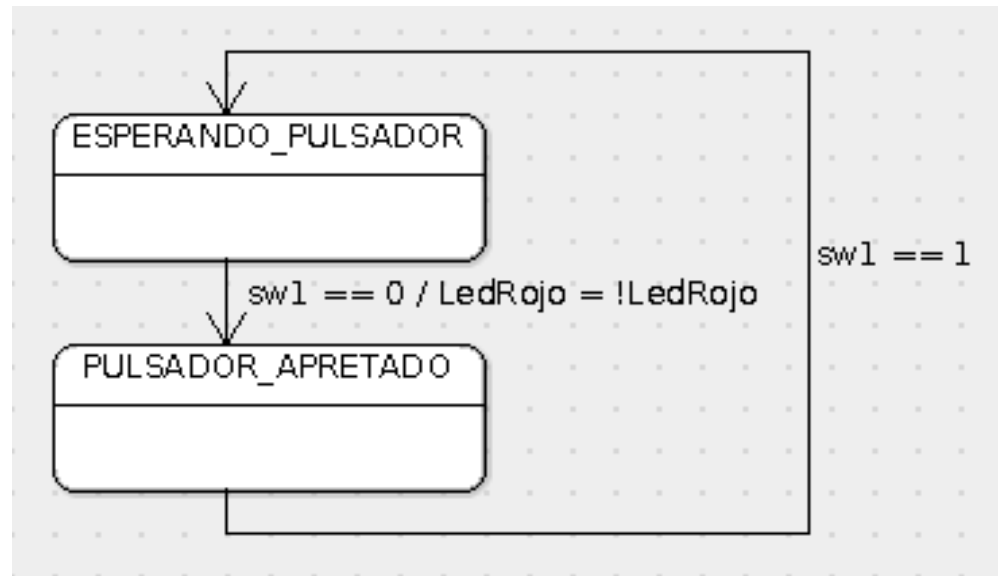 ESPERANDO_PULSADOR
sw1 == 1
sw1 == 0 / LedRojo = !LedRojo
PULSADOR_APRETADO